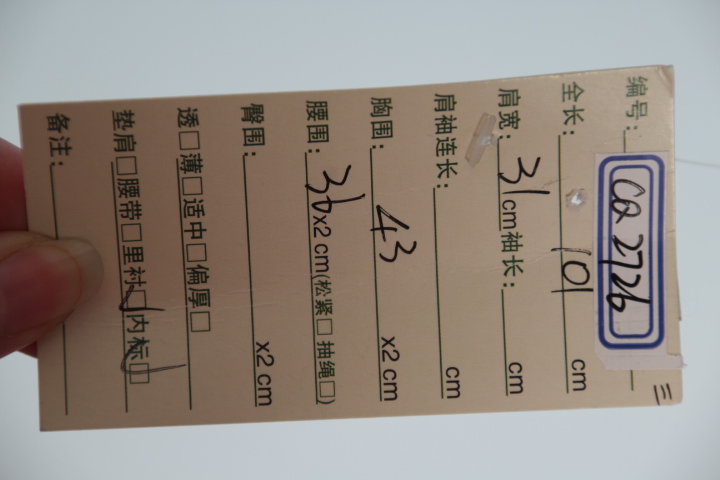 编号: CQ 2726 三
全长: 101 cm
肩宽: 31 cm 袖长: cm
肩袖连长: cm
胸围: 43 x2 cm
腰围: 36 x2 cm(松紧□ 抽绳□)
臀围: x2 cm
透□薄□适中□偏厚□
垫肩□腰带□里衬☑内标☑
备注: